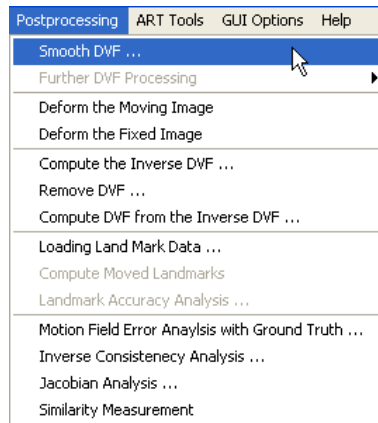 Postprocessing ART Tools GUI Options Help
Smooth DVF ...
Further DVF Processing
Deform the Moving Image
Deform the Fixed Image
Compute the Inverse DVF ...
Remove DVF ...
Compute DVF from the Inverse DVF ...
Loading Land Mark Data ...
Compute Moved Landmarks
Landmark Accuracy Analysis ...
Motion Field Error Anaylsis with Ground Truth ...
Inverse Consistenecy Analysis ...
Jacobian Analysis ...
Similarity Measurement